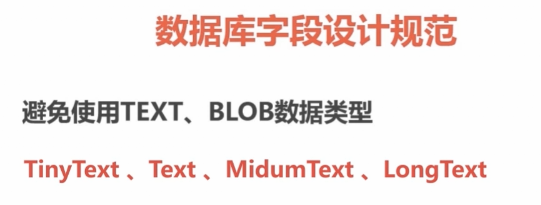 数据库字段设计规范
避免使用TEXT、BLOB数据类型
TinyText 、Text 、MidumText 、LongText